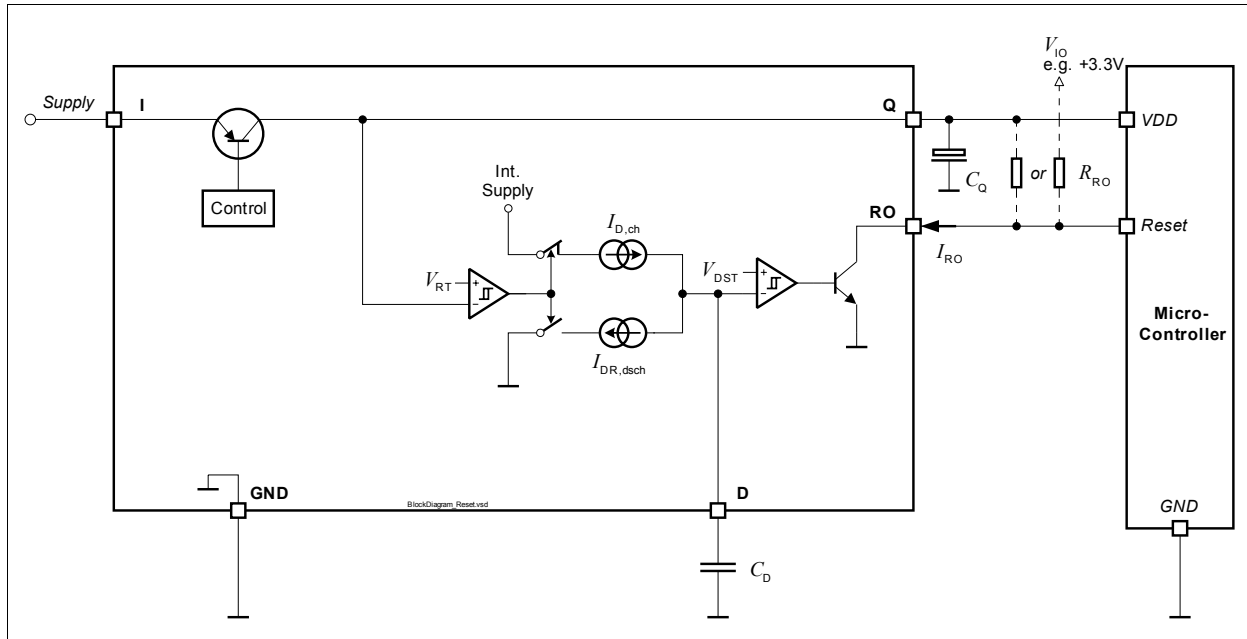 V_IO
e.g. +3.3V
Supply
I
Q
VDD
Int.
Supply
C_Q
or
R_RO
Control
RO
I_D,ch
Reset
I_RO
V_RT
+
−
V_DST
+
−
Micro-
Controller
I_DR,dsch
GND
BlockDiagram_Reset.vsd
D
GND
C_D